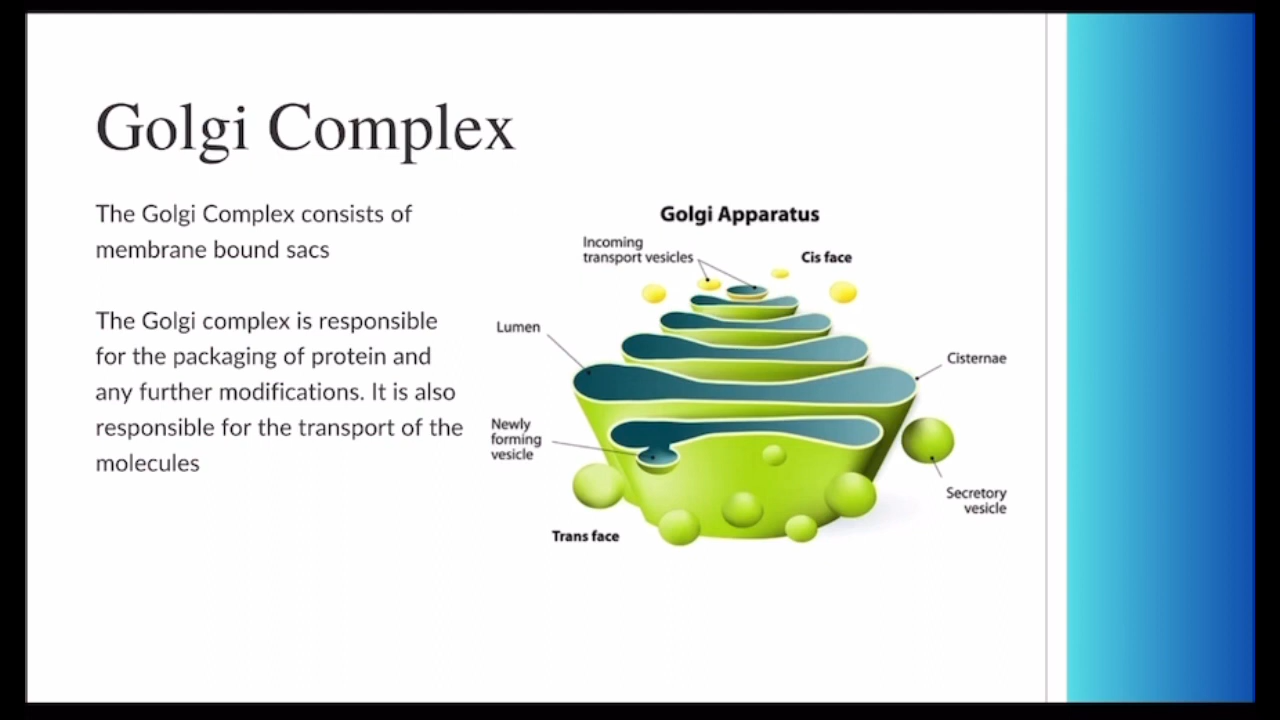 Golgi Complex
The Golgi Complex consists of
membrane bound sacs
The Golgi complex is responsible
for the packaging of protein and
any further modifications. It is also
responsible for the transport of the
molecules
Golgi Apparatus
Incoming
transport vesicles
Cis face
Lumen
Cisternae
Newly
forming
vesicle
Secretory
vesicle
Trans face